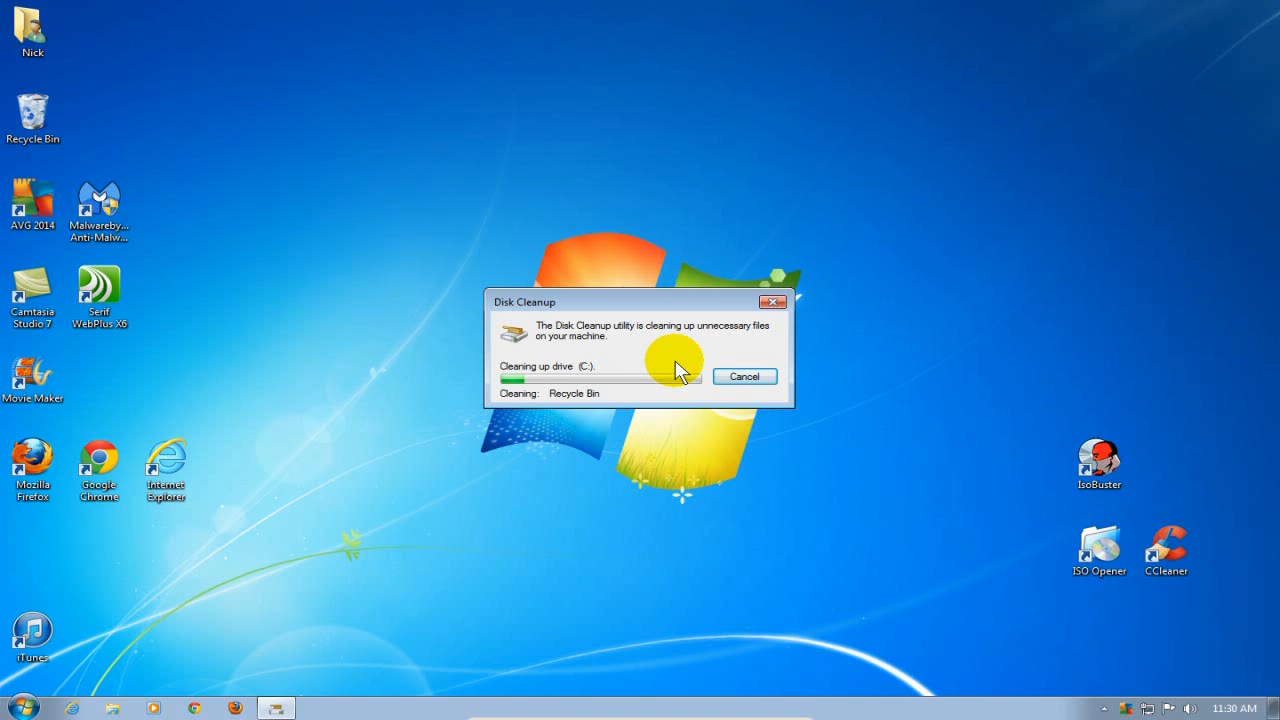 Nick
Recycle Bin
AVG 2014
Malwareby...
Anti-Malw...
Camtasia
Studio 7
Serif
WebPlus X6
Movie Maker
Mozilla
Firefox
Google
Chrome
Internet
Explorer
iTunes
Disk Cleanup
The Disk Cleanup utility is cleaning up unnecessary files
on your machine.
Cleaning up drive (C:).
Cancel
Cleaning: Recycle Bin
IsoBuster
ISO Opener
CCleaner
11:30 AM